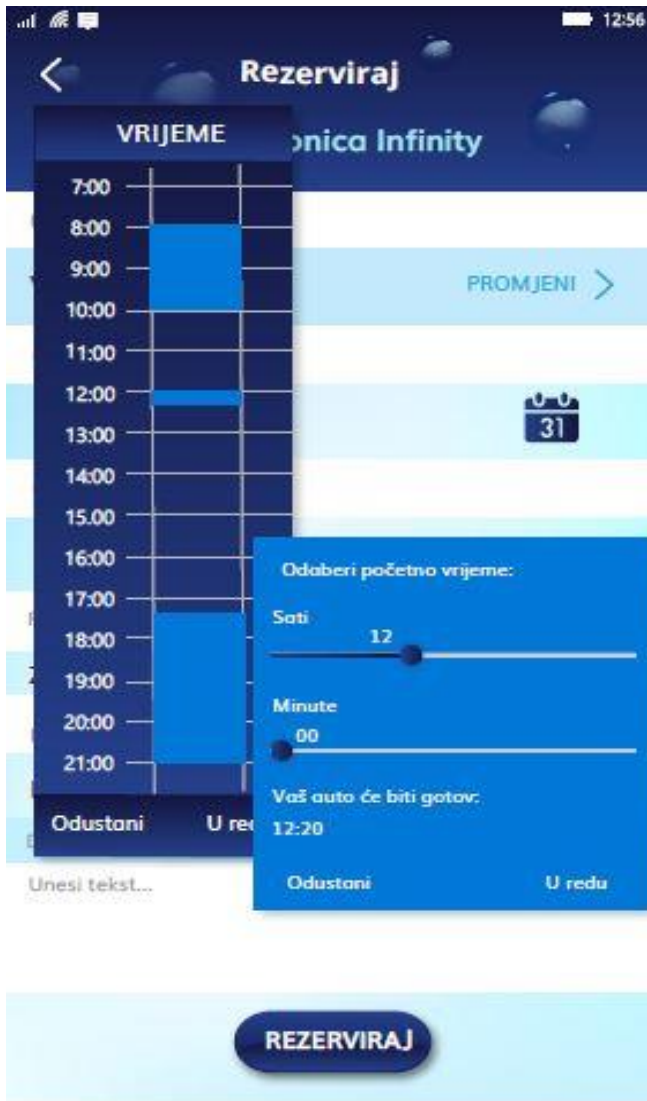 12:56
Rezerviraj
onica Infinity
VRIJEME
7:00
8:00
9:00
10:00
11:00
12:00
13:00
14:00
15.00
16:00
17:00
18:00
19:00
20:00
21:00
Odustani
U re
PROMJENI
31
Odaberi početno vrijeme:
Sati
12
Minute
00
Vaš auto će biti gotov:
12:20
Odustani
U redu
Unesi tekst...
REZERVIRAJ